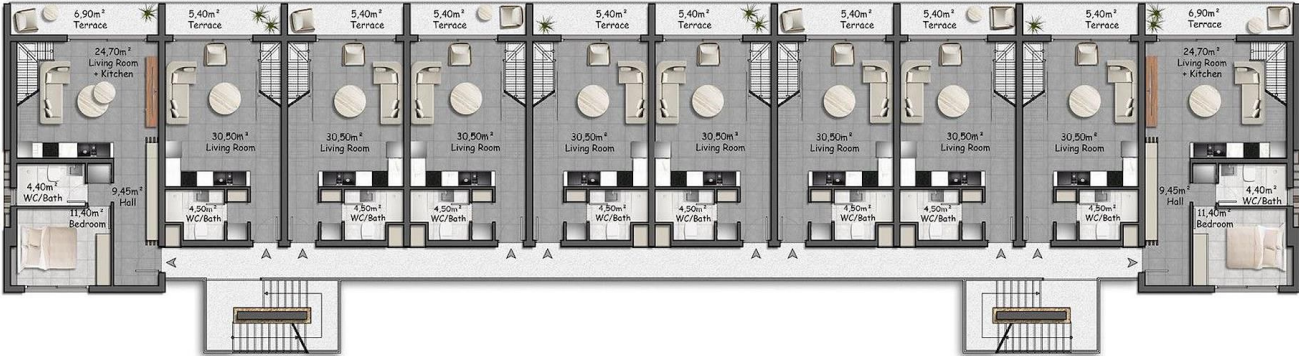 6,90m²
Terrace
5,40m²
Terrace
5,40m²
Terrace
5,40m²
Terrace
5,40m²
Terrace
5,40m²
Terrace
5,40m²
Terrace
5,40m²
Terrace
5,40m²
Terrace
6,90m²
Terrace
24,70m²
Living Room
+ Kitchen
24,70m²
Living Room
+ Kitchen
30,50m²
Living Room
30,50m²
Living Room
30,50m²
Living Room
30,50m²
Living Room
30,50m²
Living Room
30,50m²
Living Room
30,50m²
Living Room
30,50m²
Living Room
4,40m²
WC/Bath
9,45m²
Hall
4,50m²
WC/Bath
4,50m²
WC/Bath
4,50m²
WC/Bath
4,50m²
WC/Bath
4,50m²
WC/Bath
4,50m²
WC/Bath
4,50m²
WC/Bath
4,50m²
WC/Bath
9,45m²
Hall
4,40m²
WC/Bath
11,40m²
Bedroom
11,40m²
Bedroom